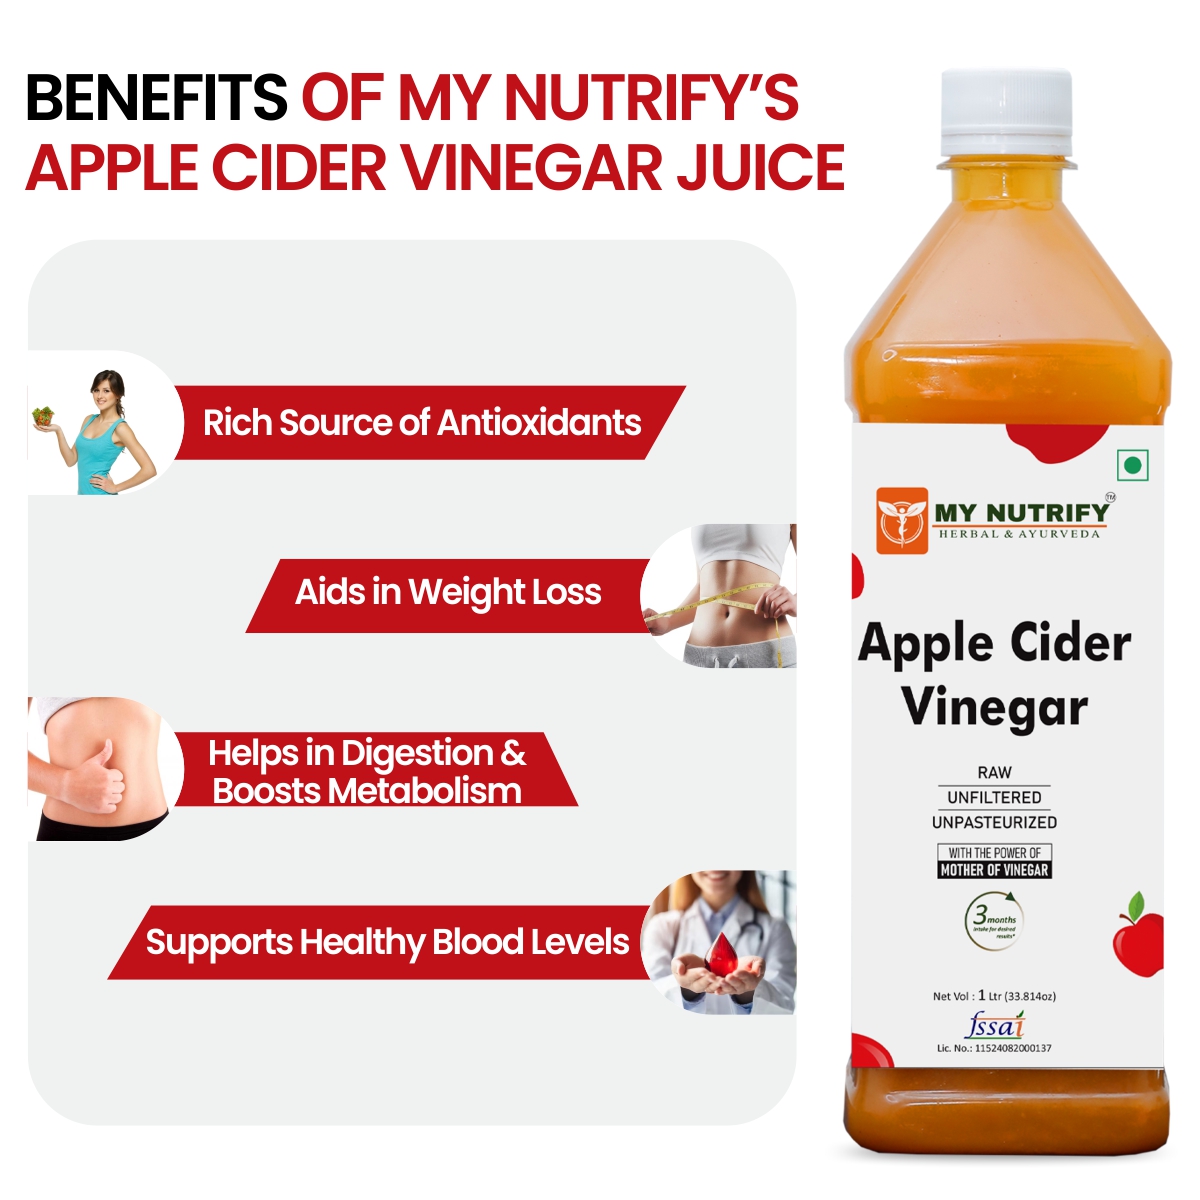 BENEFITS OF MY NUTRIFY’S
APPLE CIDER VINEGAR JUICE
Rich Source of Antioxidants
Aids in Weight Loss
Helps in Digestion &
Boosts Metabolism
Supports Healthy Blood Levels
MY NUTRIFY™
HERBAL & AYURVEDA
Apple Cider
Vinegar
RAW
UNFILTERED
UNPASTEURIZED
WITH THE POWER OF
MOTHER OF VINEGAR
3 months
intake for desired
results*
Net Vol : 1 Ltr (33.814oz)
fssai
Lic. No.: 11524082000137